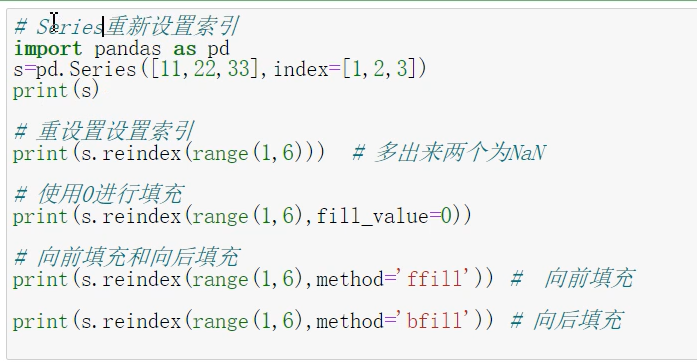 # Series重新设置索引
import pandas as pd
s=pd.Series([11,22,33],index=[1,2,3])
print(s)
# 重设置设置索引
print(s.reindex(range(1,6)))  # 多出来两个为NaN
# 使用0进行填充
print(s.reindex(range(1,6),fill_value=0))
# 向前填充和向后填充
print(s.reindex(range(1,6),method='ffill')) #  向前填充
print(s.reindex(range(1,6),method='bfill')) # 向后填充